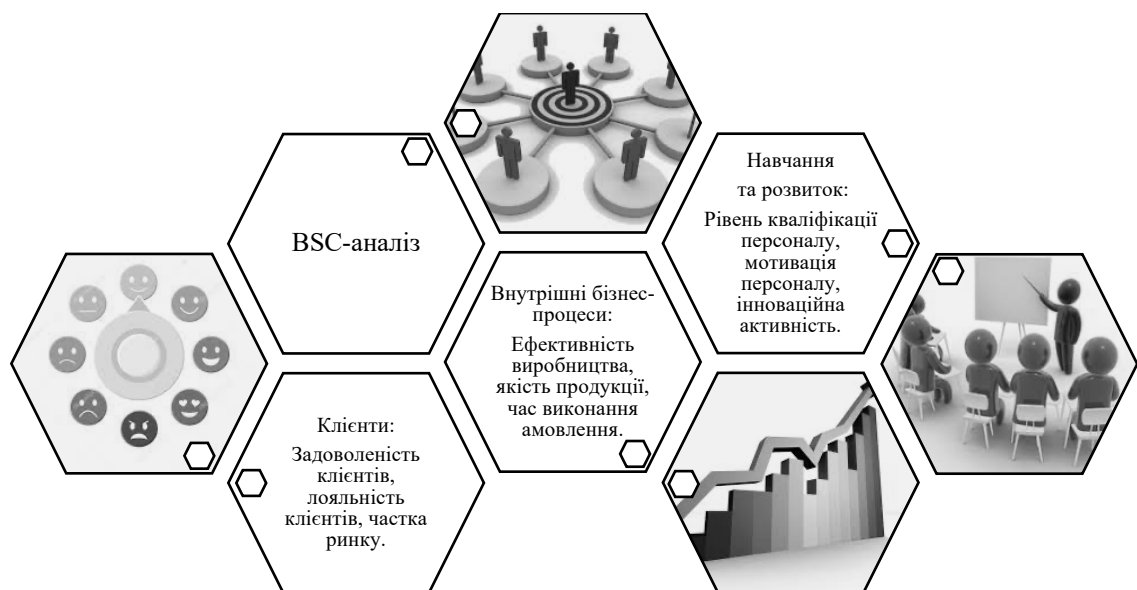 BSC-аналіз
Клієнти:
Задоволеність
клієнтів,
лояльність
клієнтів, частка
ринку.
Внутрішні бізнес-
процеси:
Ефективність
виробництва,
якість продукції,
час виконання
амовлення.
Навчання
та розвиток:
Рівень кваліфікації
персоналу,
мотивація
персоналу,
інноваційна
активність.